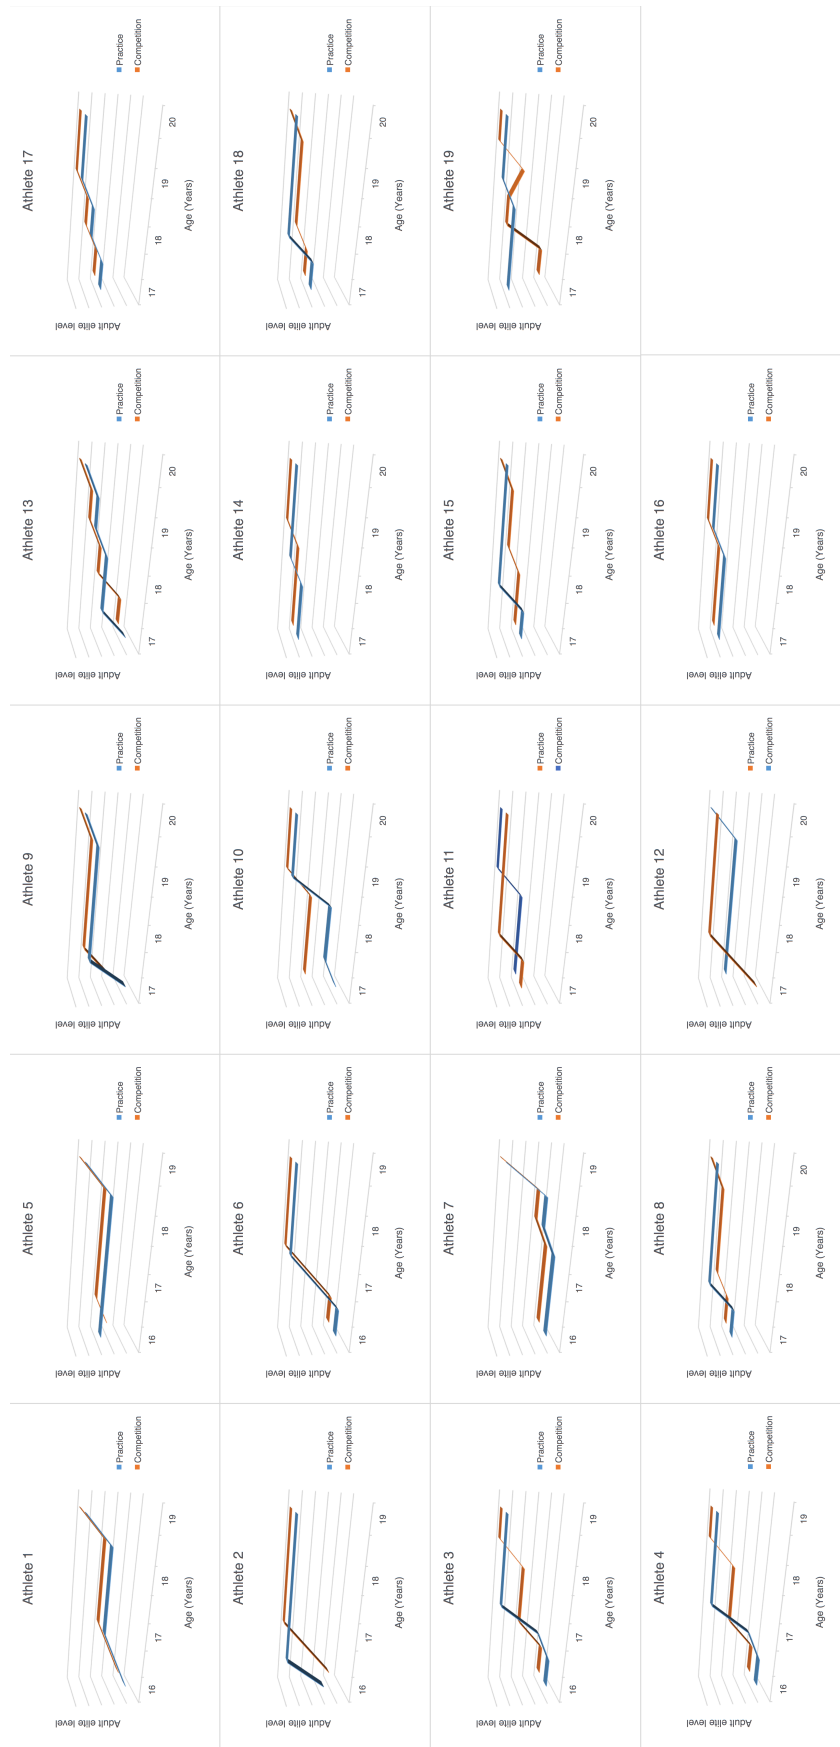 Athlete 1
Adult elite level
16 17 18 19
Age (Years)
Practice
Competition
Athlete 5
Adult elite level
16 17 18 19
Age (Years)
Practice
Competition
Athlete 9
Adult elite level
17 18 19 20
Age (Years)
Practice
Competition
Athlete 13
Adult elite level
17 18 19 20
Age (Years)
Practice
Competition
Athlete 17
Adult elite level
17 18 19 20
Age (Years)
Practice
Competition
Athlete 2
Adult elite level
16 17 18 19
Age (Years)
Practice
Competition
Athlete 6
Adult elite level
16 17 18 19
Age (Years)
Practice
Competition
Athlete 10
Adult elite level
17 18 19 20
Age (Years)
Practice
Competition
Athlete 14
Adult elite level
17 18 19 20
Age (Years)
Practice
Competition
Athlete 18
Adult elite level
17 18 19 20
Age (Years)
Practice
Competition
Athlete 3
Adult elite level
16 17 18 19
Age (Years)
Practice
Competition
Athlete 7
Adult elite level
16 17 18 19
Age (Years)
Practice
Competition
Athlete 11
Adult elite level
17 18 19 20
Age (Years)
Practice
Competition
Athlete 15
Adult elite level
17 18 19 20
Age (Years)
Practice
Competition
Athlete 19
Adult elite level
17 18 19 20
Age (Years)
Practice
Competition
Athlete 4
Adult elite level
16 17 18 19
Age (Years)
Practice
Competition
Athlete 8
Adult elite level
17 18 19 20
Age (Years)
Practice
Competition
Athlete 12
Adult elite level
17 18 19 20
Age (Years)
Practice
Competition
Athlete 16
Adult elite level
17 18 19 20
Age (Years)
Practice
Competition